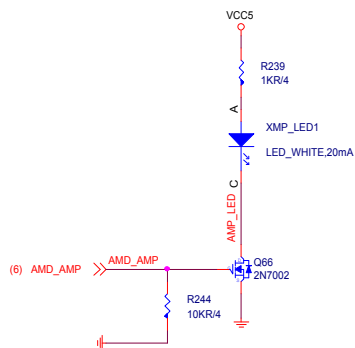 VCC5
R239
1KR/4
A
XMP_LED1
LED_WHITE,20mA
C
AMP_LED
(6) AMD_AMP
AMD_AMP
Q66
2N7002
R244
10KR/4